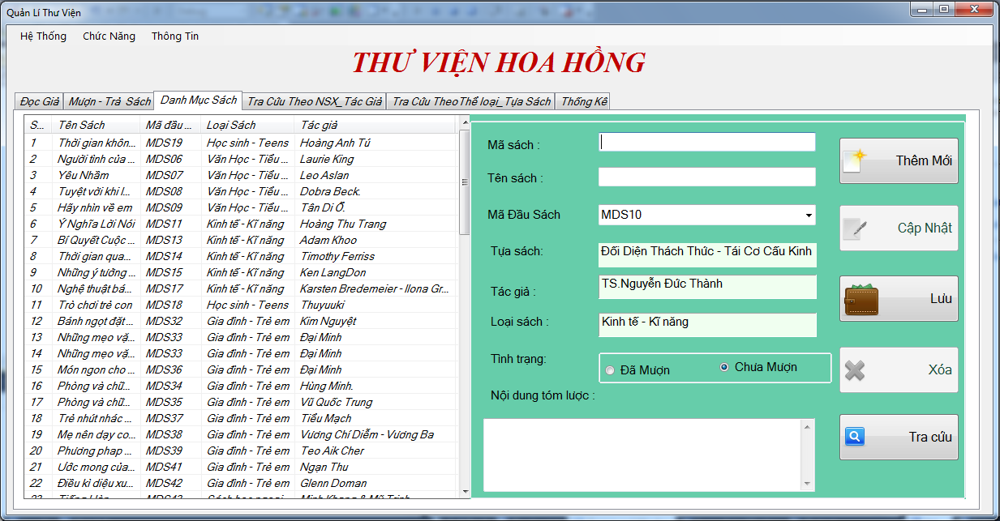 Quản Lí Thư Viện
Hệ Thống Chức Năng Thông Tin
THƯ VIỆN HOA HỒNG
Đọc Giả Mượn - Trả Sách Danh Mục Sách Tra Cứu Theo NSX_Tác Giả Tra Cứu TheoThể loại_Tựa Sách Thống Kê
S... Tên Sách Mã đầu ... Loại Sách Tác giả
1 Thời gian khôn... MDS19 Học sinh - Teens Hoàng Anh Tú
2 Người tình của ... MDS06 Văn Học - Tiểu ... Laurie King
3 Yêu Nhầm MDS07 Văn Học - Tiểu ... Leo Aslan
4 Tuyệt vời khi l... MDS08 Văn Học - Tiểu ... Dobra Beck.
5 Hãy nhìn về em MDS09 Văn Học - Tiểu ... Tân Di Ổ.
6 Ý Nghĩa Lời Nói MDS11 Kinh tế - Kĩ năng Hoàng Thu Trang
7 Bí Quyết Cuộc ... MDS13 Kinh tế - Kĩ năng Adam Khoo
8 Thời gian qua... MDS14 Kinh tế - Kĩ năng Timothy Ferriss
9 Những ý tưởng ... MDS15 Kinh tế - Kĩ năng Ken LangDon
10 Nghệ thuật bá... MDS17 Kinh tế - Kĩ năng Karsten Bredemeier - Ilona Gr...
11 Trò chơi trẻ con MDS18 Học sinh - Teens Thuyuuki
12 Bánh ngọt đặt ... MDS32 Gia đình - Trẻ em Kim Nguyệt
13 Những mẹo vặ... MDS33 Gia đình - Trẻ em Đại Minh
14 Những mẹo vặ... MDS33 Gia đình - Trẻ em Đại Minh
15 Món ngon cho ... MDS36 Gia đình - Trẻ em Đại Minh
16 Phòng và chữ... MDS34 Gia đình - Trẻ em Hùng Minh.
17 Phòng và chữ... MDS35 Gia đình - Trẻ em Vũ Quốc Trung
18 Trẻ nhút nhác ... MDS37 Gia đình - Trẻ em Tiểu Mạch
19 Mẹ nên dạy co... MDS38 Gia đình - Trẻ em Vương Chí Diễm - Vương Ba
20 Phương phap ... MDS39 Gia đình - Trẻ em Teo Aik Cher
21 Ước mong của... MDS41 Gia đình - Trẻ em Ngạn Thu
22 Điều kì diệu xu... MDS42 Gia đình - Trẻ em Glenn Doman
Mã sách :
Tên sách :
Mã Đầu Sách MDS10
Tựa sách: Đối Diện Thách Thức - Tái Cơ Cấu Kinh
Tác giả : TS.Nguyễn Đức Thành
Loại sách : Kinh tế - Kĩ năng
Tình trạng: Đã Mượn Chưa Mượn
Nội dung tóm lược :
Thêm Mới
Cập Nhật
Lưu
Xóa
Tra cứu